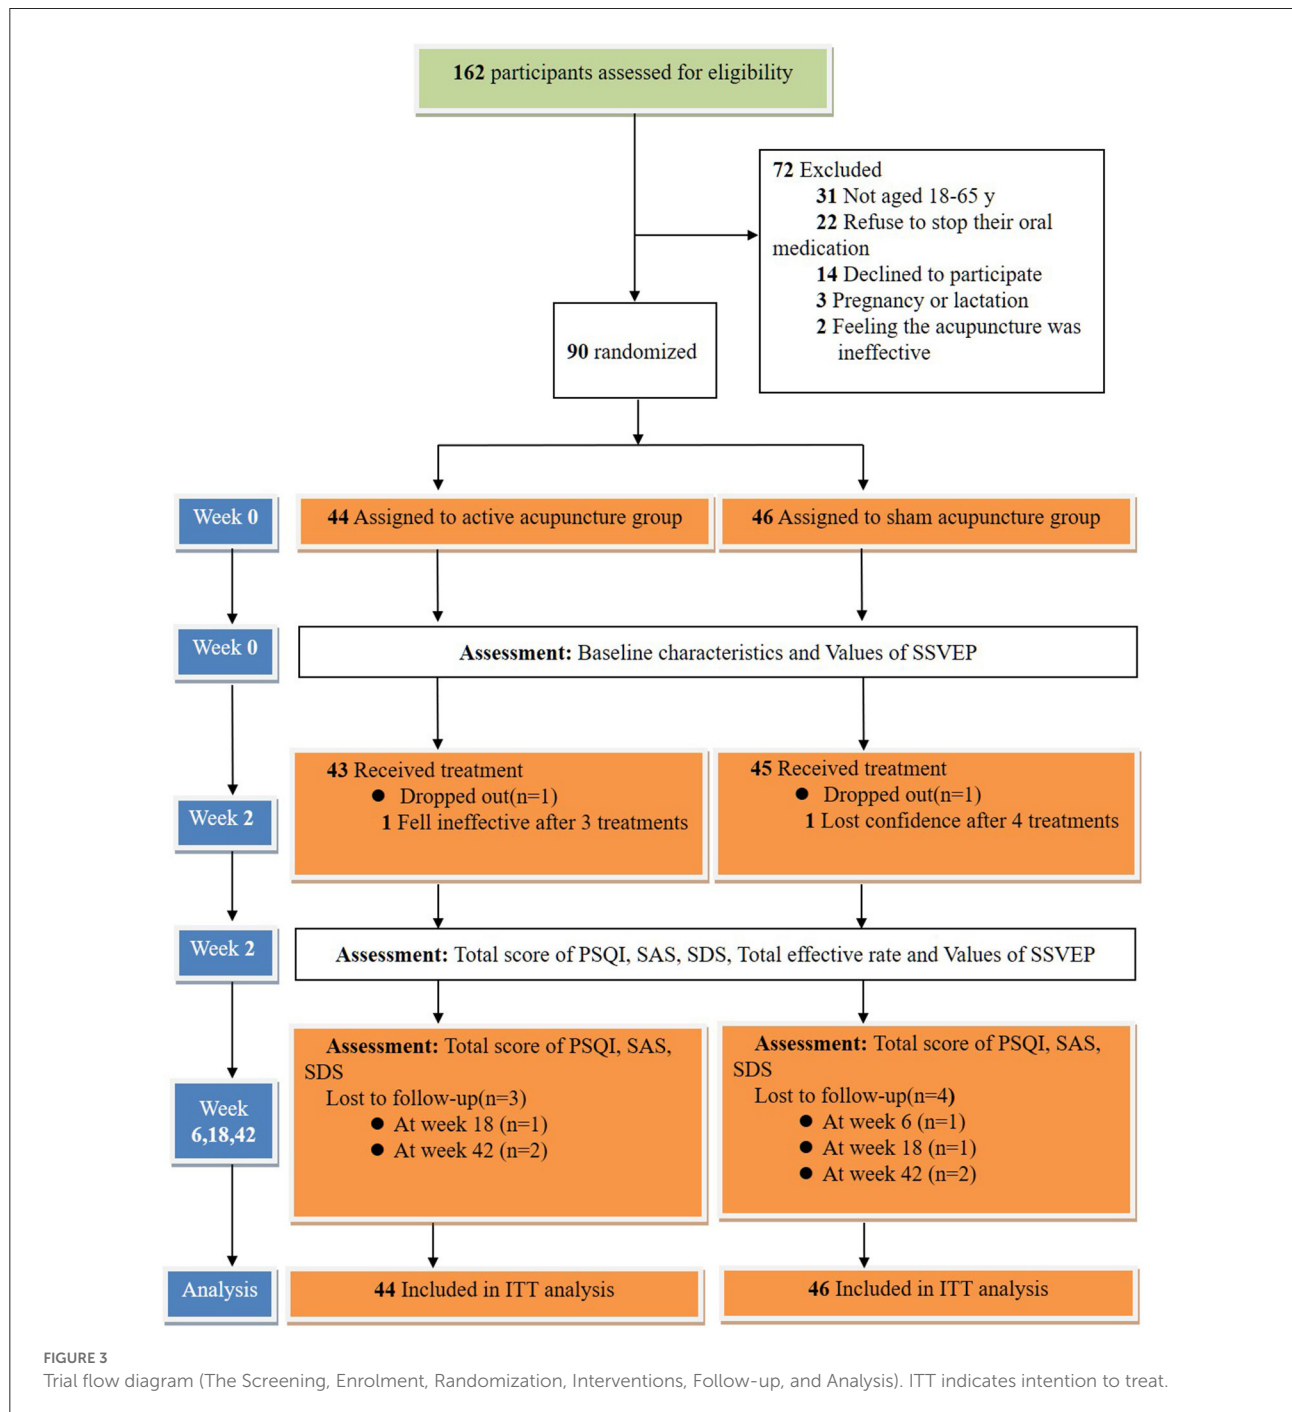 162 participants assessed for eligibility
72 Excluded
31 Not aged 18-65 y
22 Refuse to stop their oral
medication
14 Declined to participate
3 Pregnancy or lactation
2 Feeling the acupuncture was
ineffective
90 randomized
Week 0
44 Assigned to active acupuncture group
46 Assigned to sham acupuncture group
Week 0
Assessment: Baseline characteristics and Values of SSVEP
Week 2
43 Received treatment
● Dropped out(n=1)
1 Fell ineffective after 3 treatments
45 Received treatment
● Dropped out(n=1)
1 Lost confidence after 4 treatments
Week 2
Assessment: Total score of PSQI, SAS, SDS, Total effective rate and Values of SSVEP
Week
6,18,42
Assessment: Total score of PSQI, SAS,
SDS
Lost to follow-up(n=3)
● At week 18 (n=1)
● At week 42 (n=2)
Assessment: Total score of PSQI, SAS,
SDS
Lost to follow-up(n=4)
● At week 6 (n=1)
● At week 18 (n=1)
● At week 42 (n=2)
Analysis
44 Included in ITT analysis
46 Included in ITT analysis
FIGURE 3
Trial flow diagram (The Screening, Enrolment, Randomization, Interventions, Follow-up, and Analysis). ITT indicates intention to treat.